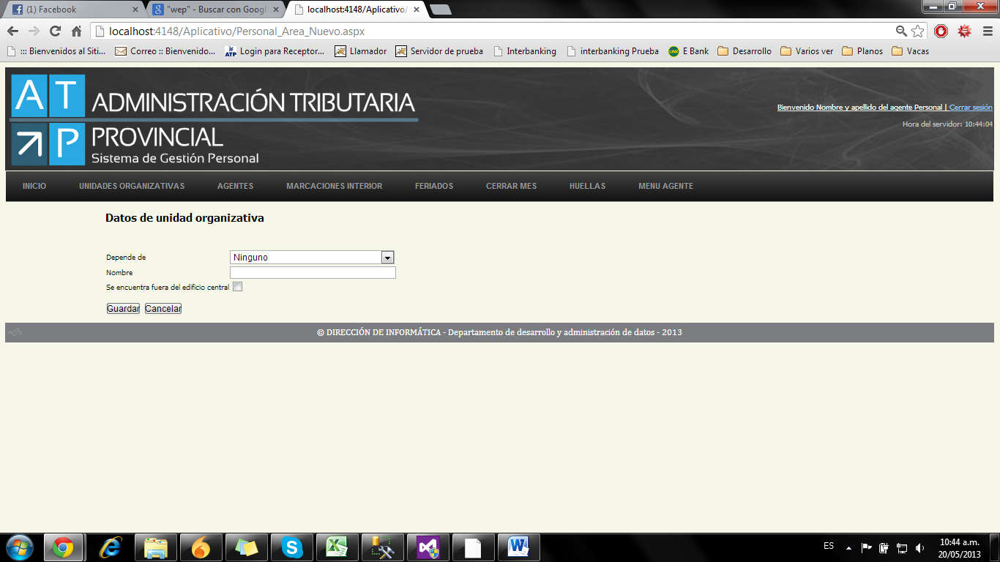 (1) Facebook
"wep" - Buscar con Googl
localhost:4148/Aplicativo/
localhost:4148/Aplicativo/Personal_Area_Nuevo.aspx
::: Bienvenidos al Siti...
Correo :: Bienvenido...
ATP Login para Receptor...
Llamador
Servidor de prueba
Interbanking
interbanking Prueba
LINK E Bank
Desarrollo
Varios ver
Planos
Vacas
A T P
ADMINISTRACIÓN TRIBUTARIA
PROVINCIAL
Sistema de Gestión Personal
Bienvenido Nombre y apellido del agente Personal | Cerrar sesión
Hora del servidor: 10:44:04
INICIO
UNIDADES ORGANIZATIVAS
AGENTES
MARCACIONES INTERIOR
FERIADOS
CERRAR MES
HUELLAS
MENU AGENTE
Datos de unidad organizativa
Depende de
Ninguno
Nombre
Se encuentra fuera del edificio central
Guardar
Cancelar
© DIRECCIÓN DE INFORMÁTICA - Departamento de desarrollo y administración de datos - 2013
ES
10:44 a.m.
20/05/2013